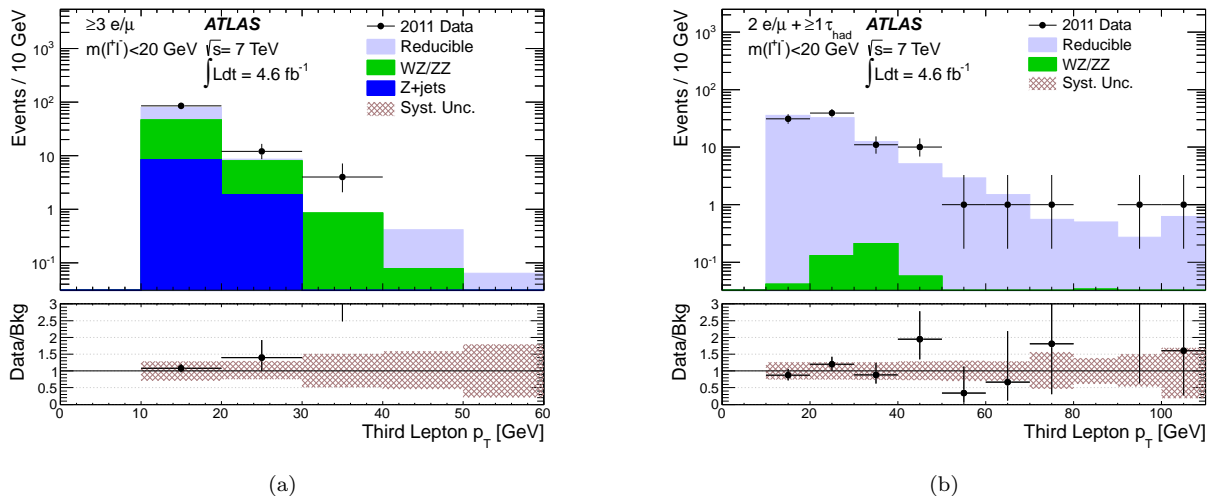 ≥3 e/μ ATLAS
m(l⁺l⁻)<20 GeV √s= 7 TeV
∫Ldt = 4.6 fb⁻¹
2011 Data
Reducible
WZ/ZZ
Z+jets
Syst. Unc.
Events / 10 GeV
10³
10²
10
1
10⁻¹
Data/Bkg
3
2.5
2
1.5
1
0.5
0
0 10 20 30 40 50 60
Third Lepton p_T [GeV]
(a)
2 e/μ + ≥1 τ_had ATLAS
m(l⁺l⁻)<20 GeV √s= 7 TeV
∫Ldt = 4.6 fb⁻¹
2011 Data
Reducible
WZ/ZZ
Syst. Unc.
Events / 10 GeV
10³
10²
10
1
10⁻¹
Data/Bkg
3
2.5
2
1.5
1
0.5
0
0 20 40 60 80 100
Third Lepton p_T [GeV]
(b)